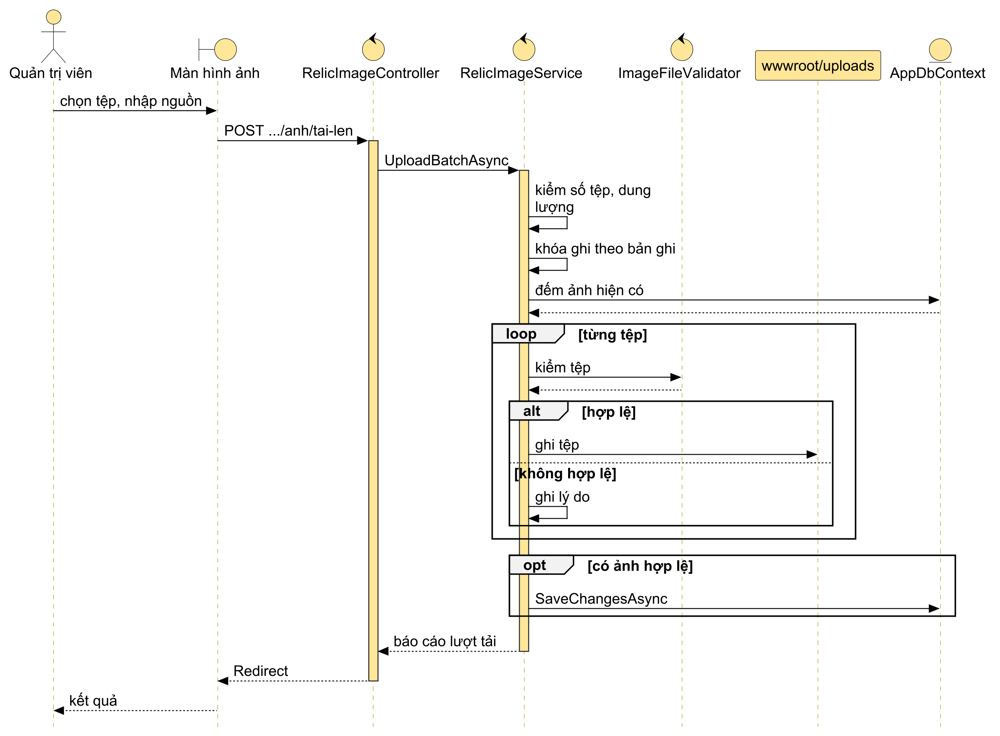 Quản trị viên
Màn hình ảnh
RelicImageController
RelicImageService
ImageFileValidator
wwwroot/uploads
AppDbContext
chọn tệp, nhập nguồn
POST .../anh/tai-len
UploadBatchAsync
kiểm số tệp, dung
lượng
khóa ghi theo bản ghi
đếm ảnh hiện có
loop [từng tệp]
kiểm tệp
alt [hợp lệ]
ghi tệp
[không hợp lệ]
ghi lý do
opt [có ảnh hợp lệ]
SaveChangesAsync
báo cáo lượt tải
Redirect
kết quả